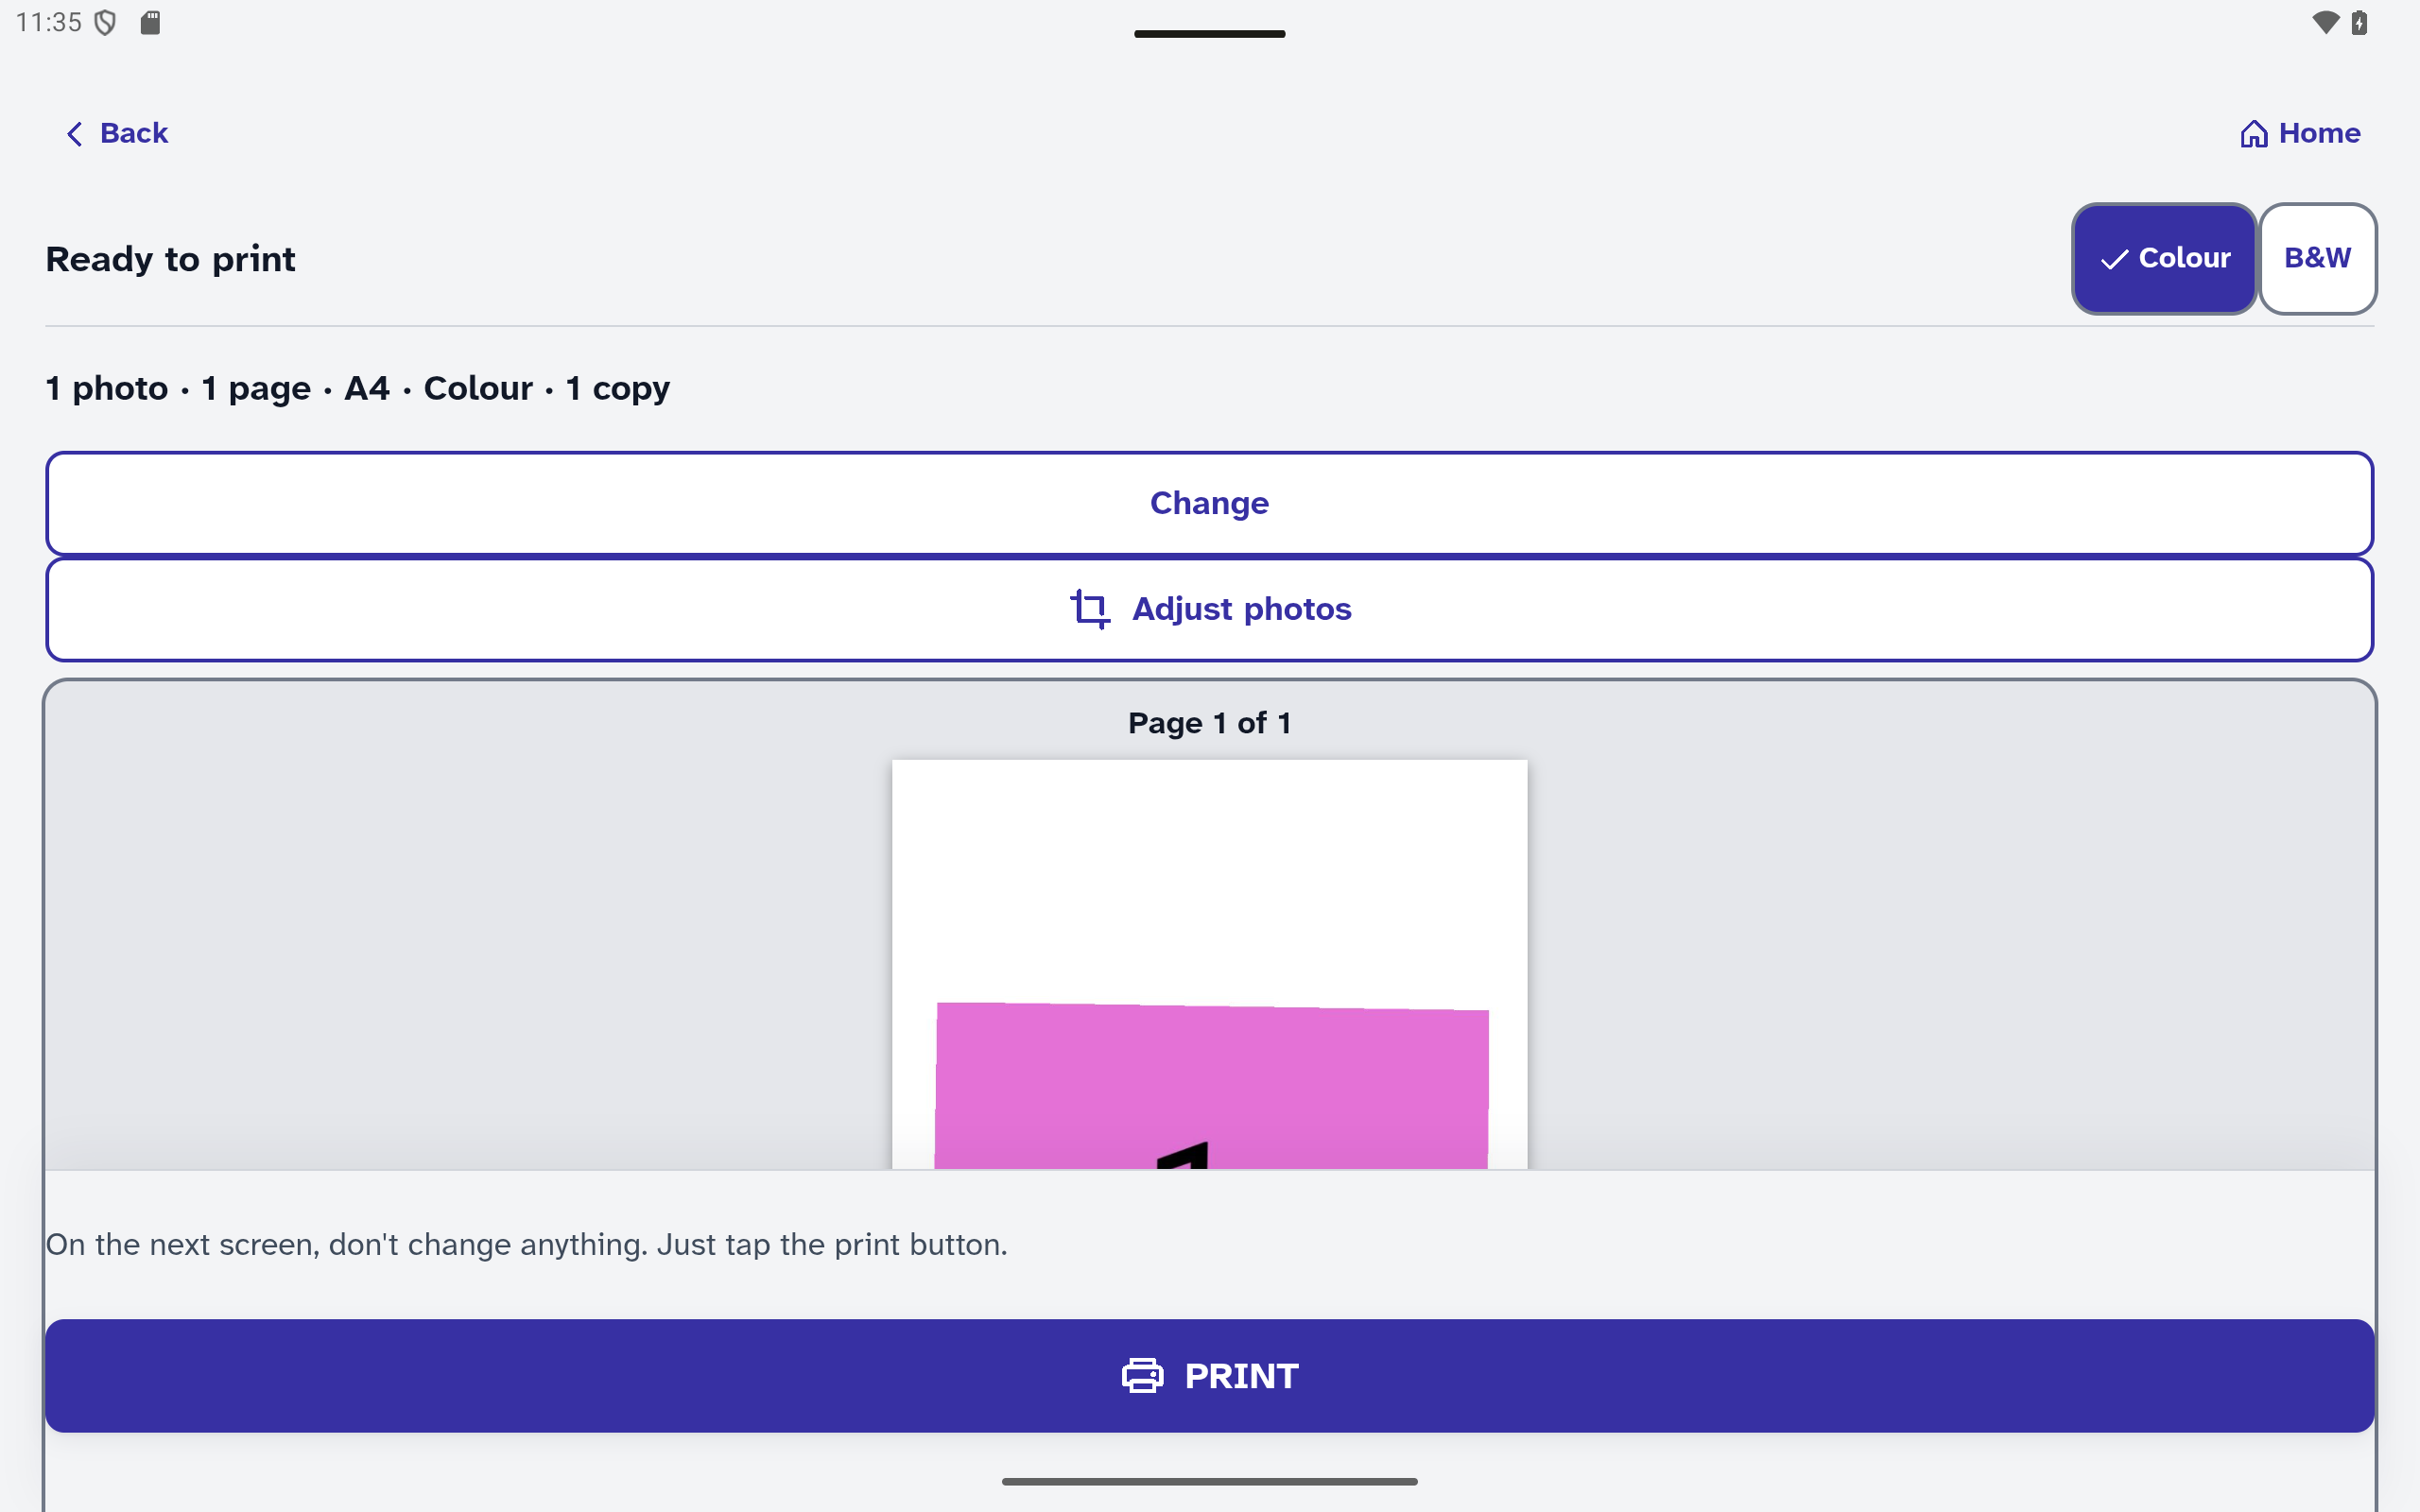 11:35
Back
Home
Ready to print
Colour
B&W
1 photo · 1 page · A4 · Colour · 1 copy
Change
Adjust photos
Page 1 of 1
On the next screen, don't change anything. Just tap the print button.
PRINT